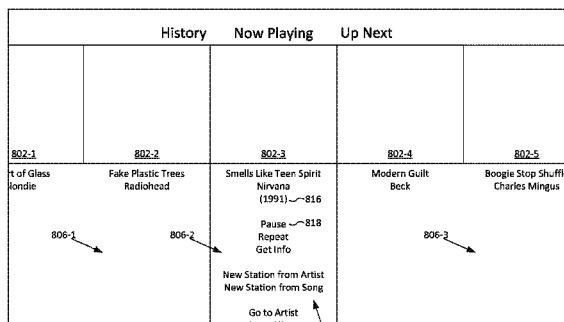 History Now Playing Up Next
802-1 802-2 802-3 802-4 802-5
rt of Glass Fake Plastic Trees Smells Like Teen Spirit Modern Guilt Boogie Stop Shuffl
londie Radiohead Nirvana Beck Charles Mingus
(1991) 816
Pause 818
806-1 806-2 Repeat 806-3
Get Info
New Station from Artist
New Station from Song
Go to Artist